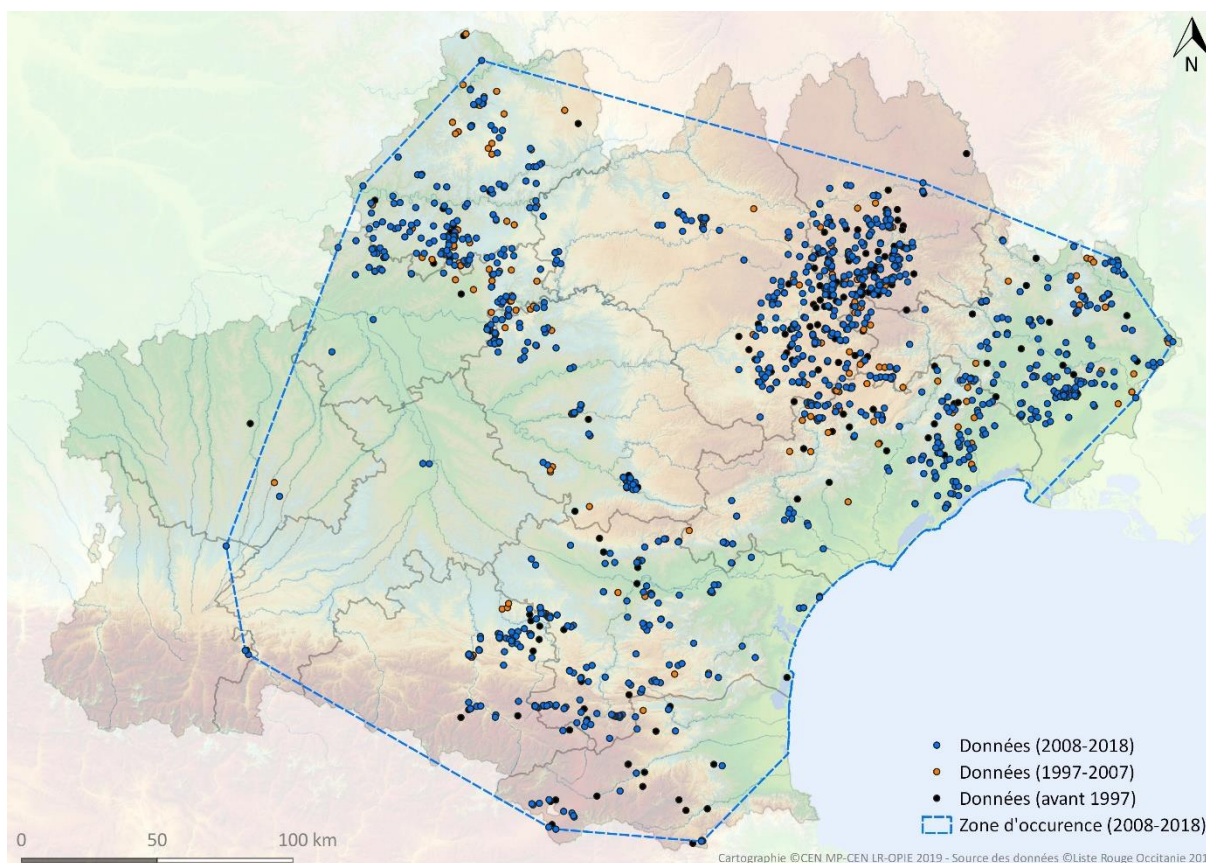 N
Données (2008-2018)
Données (1997-2007)
Données (avant 1997)
Zone d'occurence (2008-2018)
0 50 100 km
Cartographie ©CEN MP-CEN LR-OPIE 2019 - Source des données ©Liste Rouge Occitanie 201